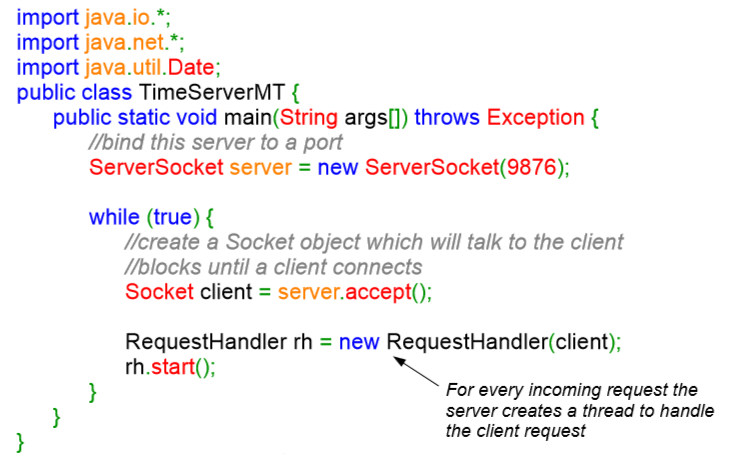 import java.io.*;
import java.net.*;
import java.util.Date;
public class TimeServerMT {
public static void main(String args[]) throws Exception {
//bind this server to a port
ServerSocket server = new ServerSocket(9876);
while (true) {
//create a Socket object which will talk to the client
//blocks until a client connects
Socket client = server.accept();
RequestHandler rh = new RequestHandler(client);
rh.start();
}
For every incoming request the
server creates a thread to handle
the client request
}
}